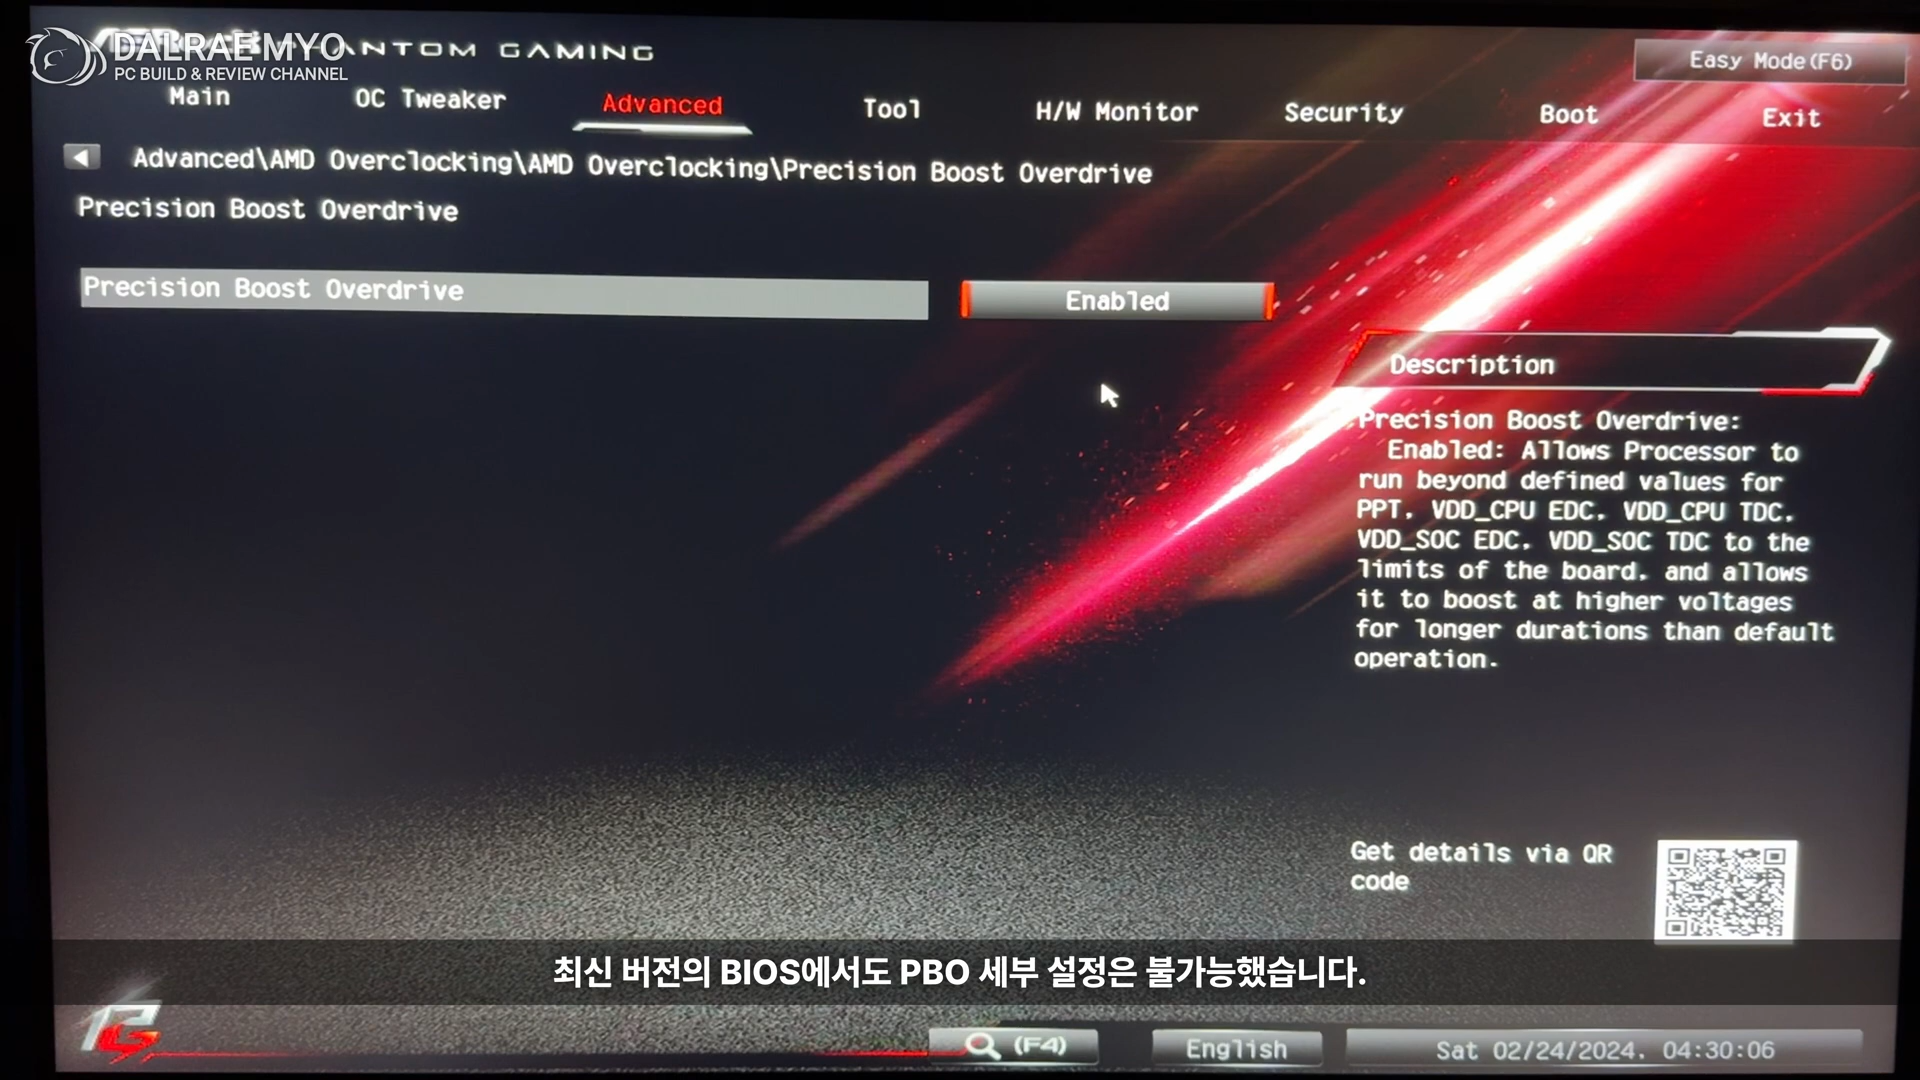 DALRAE MYO
PC BUILD & REVIEW CHANNEL
PHANTOM GAMING
Easy Mode(F6)
Main
OC Tweaker
Advanced
Tool
H/W Monitor
Security
Boot
Exit
Advanced\AMD Overclocking\AMD Overclocking\Precision Boost Overdrive
Precision Boost Overdrive
Precision Boost Overdrive
Enabled
Description
Precision Boost Overdrive:
Enabled: Allows Processor to
run beyond defined values for
PPT, VDD_CPU EDC, VDD_CPU TDC,
VDD_SOC EDC, VDD_SOC TDC to the
limits of the board, and allows
it to boost at higher voltages
for longer durations than default
operation.
Get details via QR
code
최신 버전의 BIOS에서도 PBO 세부 설정은 불가능했습니다.
(F4)
English
Sat 02/24/2024, 04:30:06